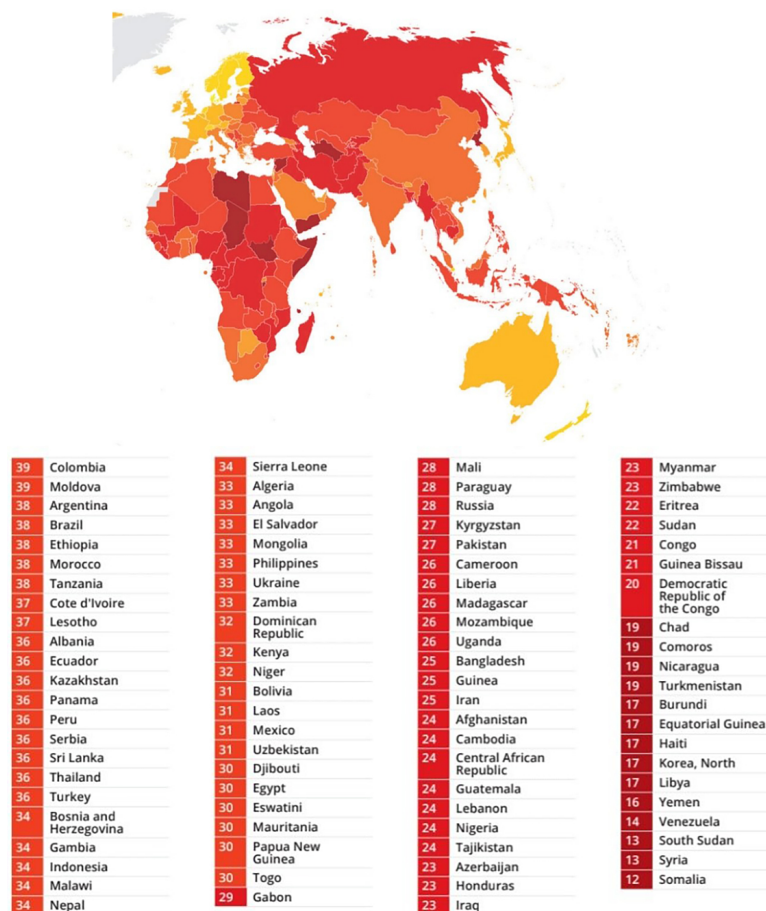 39 Colombia
39 Moldova
38 Argentina
38 Brazil
38 Ethiopia
38 Morocco
38 Tanzania
37 Cote d'Ivoire
37 Lesotho
36 Albania
36 Ecuador
36 Kazakhstan
36 Panama
36 Peru
36 Serbia
36 Sri Lanka
36 Thailand
36 Turkey
34 Bosnia and
Herzegovina
34 Gambia
34 Indonesia
34 Malawi
34 Nepal
34 Sierra Leone
33 Algeria
33 Angola
33 El Salvador
33 Mongolia
33 Philippines
33 Ukraine
33 Zambia
32 Dominican
Republic
32 Kenya
32 Niger
31 Bolivia
31 Laos
31 Mexico
31 Uzbekistan
30 Djibouti
30 Egypt
30 Eswatini
30 Mauritania
30 Papua New
Guinea
30 Togo
29 Gabon
28 Mali
28 Paraguay
28 Russia
27 Kyrgyzstan
27 Pakistan
26 Cameroon
26 Liberia
26 Madagascar
26 Mozambique
26 Uganda
25 Bangladesh
25 Guinea
25 Iran
24 Afghanistan
24 Cambodia
24 Central African
Republic
24 Guatemala
24 Lebanon
24 Nigeria
24 Tajikistan
23 Azerbaijan
23 Honduras
23 Iraq
23 Myanmar
23 Zimbabwe
22 Eritrea
22 Sudan
21 Congo
21 Guinea Bissau
20 Democratic
Republic of
the Congo
19 Chad
19 Comoros
19 Nicaragua
19 Turkmenistan
17 Burundi
17 Equatorial Guinea
17 Haiti
17 Korea, North
17 Libya
16 Yemen
14 Venezuela
13 South Sudan
13 Syria
12 Somalia